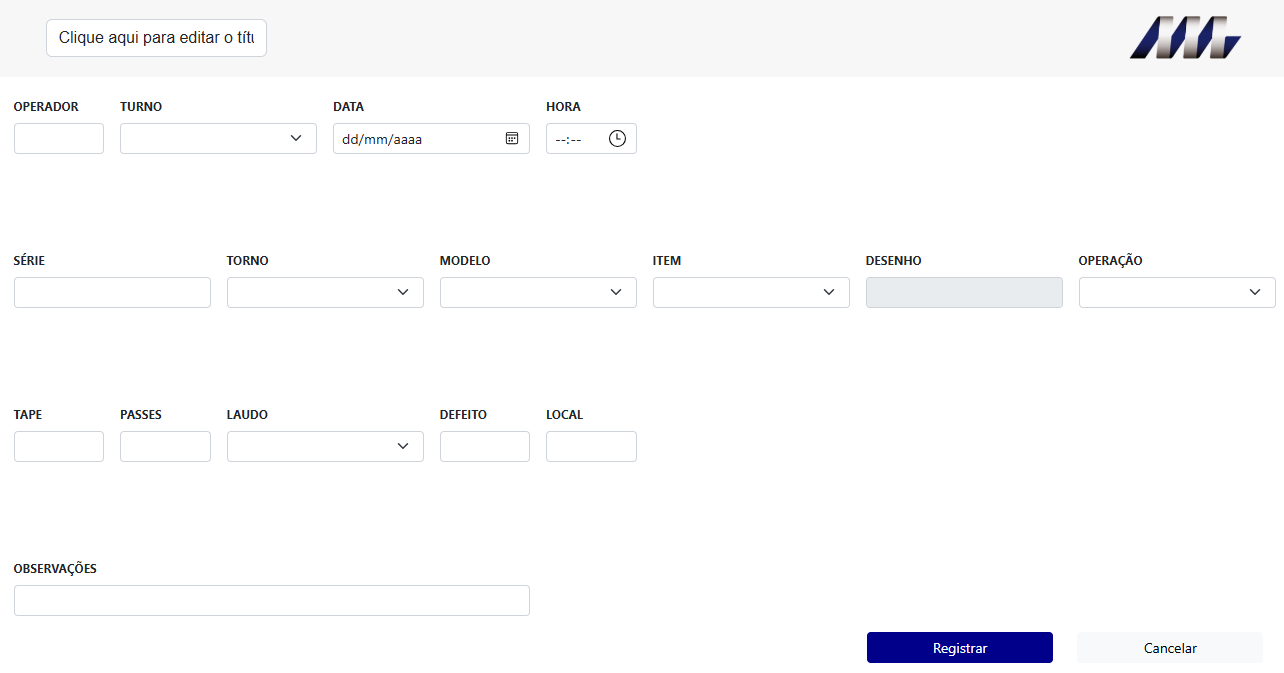 Clique aqui para editar o títu
OPERADOR TURNO DATA HORA
dd/mm/aaaa --:--
SÉRIE TORNO MODELO ITEM DESENHO OPERAÇÃO
TAPE PASSES LAUDO DEFEITO LOCAL
OBSERVAÇÕES
Registrar Cancelar